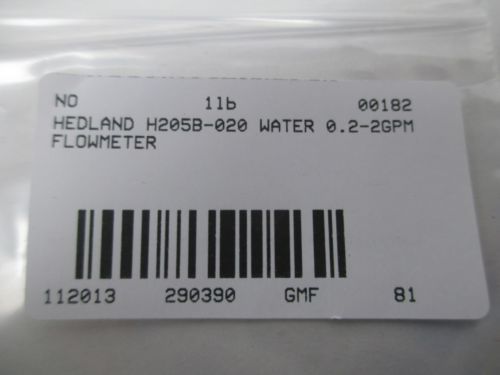 NO 1lb 00182
HEDLAND H205B-020 WATER 0.2-2GPM
FLOWMETER
112013 290390 GMF 81